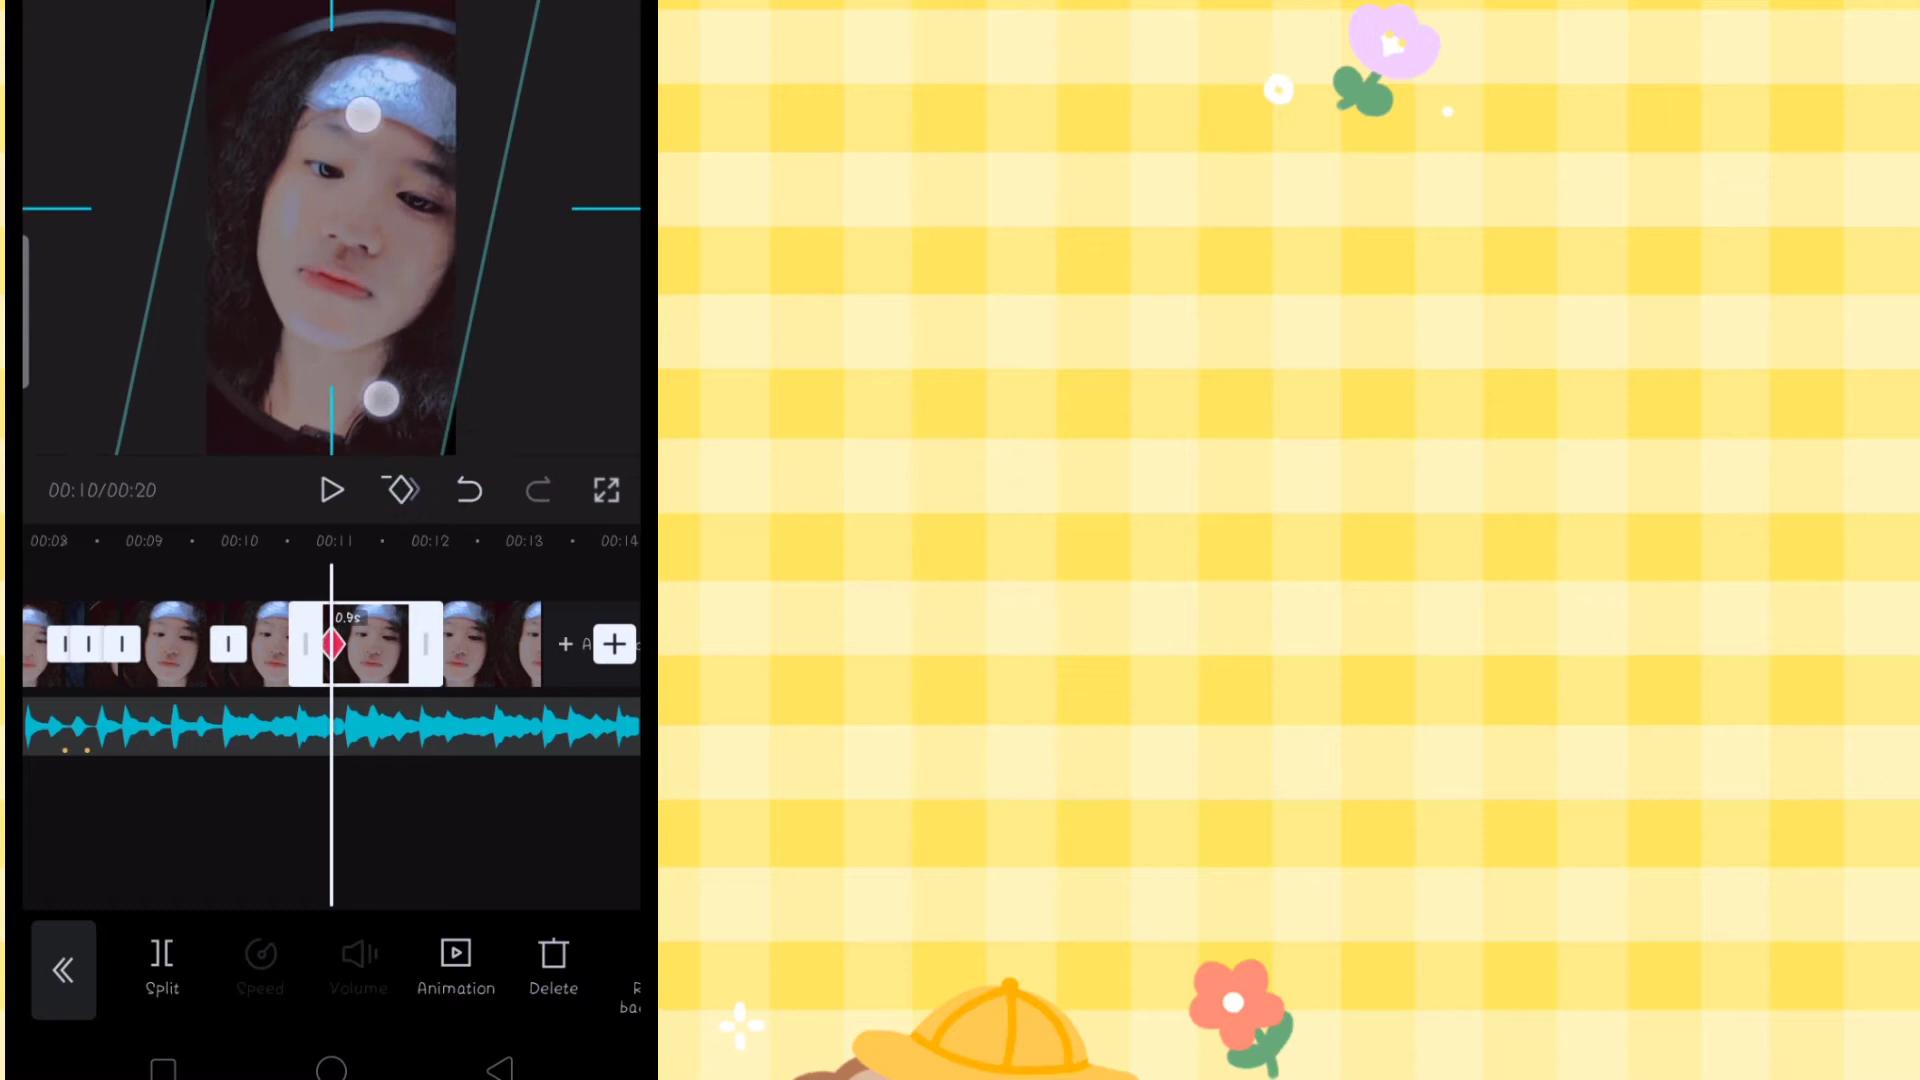 00:10/00:20
00:08 00:09 00:10 00:11 00:12 00:13 00:14
0.9s
+ A
Split Speed Volume Animation Delete